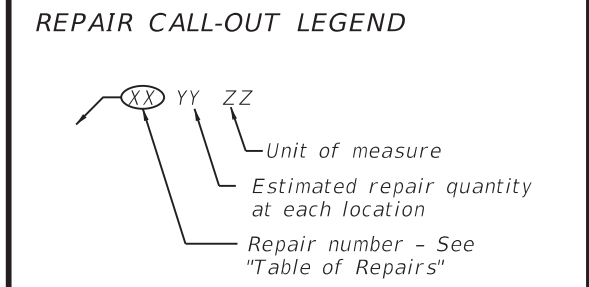 REPAIR CALL-OUT LEGEND
XX YY ZZ
Unit of measure
Estimated repair quantity
at each location
Repair number – See
"Table of Repairs"